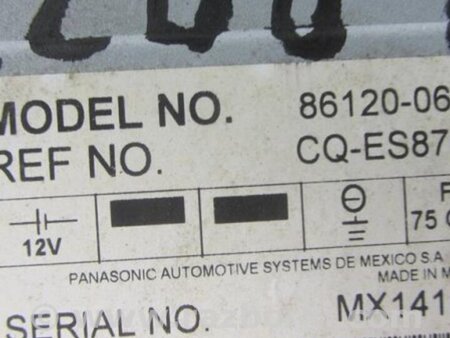 MODEL NO. 86120-06
REF NO. CQ-ES87
12V
75
PANASONIC AUTOMOTIVE SYSTEMS DE MEXICO S.A
MADE IN M
SERIAL NO. MX141